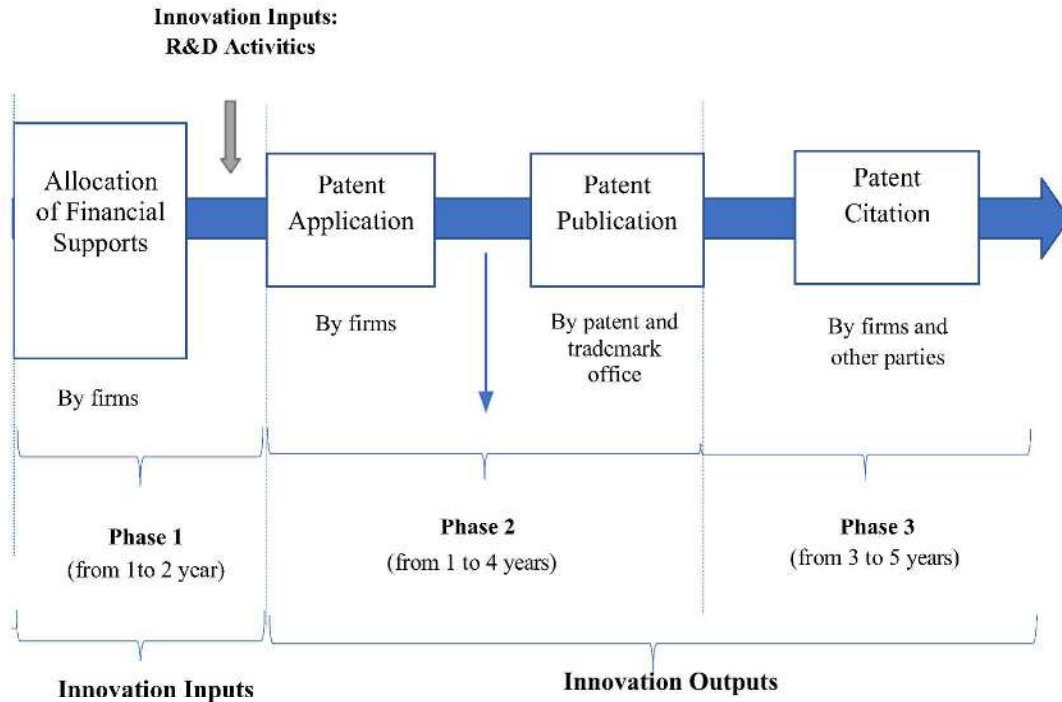 Innovation Inputs:
R&D Activities
Allocation
of Financial
Supports
Patent
Application
Patent
Publication
Patent
Citation
By firms
By firms
By patent and
trademark
office
By firms and
other parties
Phase 1
(from 1to 2 year)
Phase 2
(from 1 to 4 years)
Phase 3
(from 3 to 5 years)
Innovation Inputs
Innovation Outputs